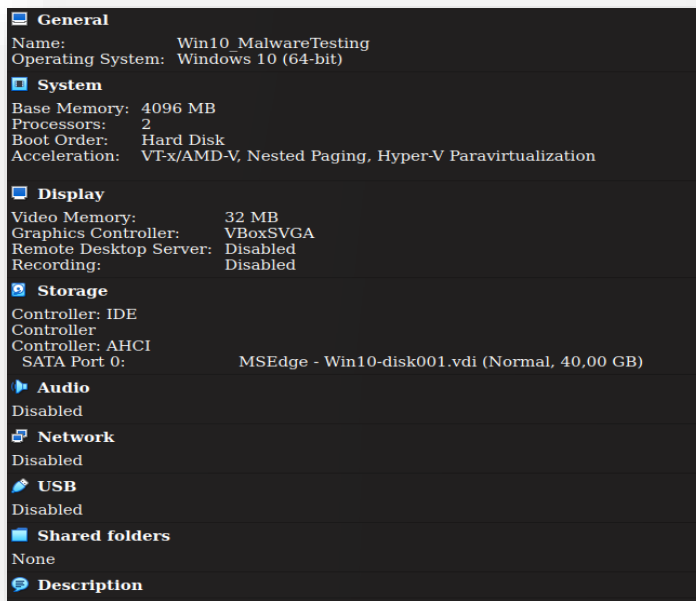 General
Name: Win10_MalwareTesting
Operating System: Windows 10 (64-bit)
System
Base Memory: 4096 MB
Processors: 2
Boot Order: Hard Disk
Acceleration: VT-x/AMD-V, Nested Paging, Hyper-V Paravirtualization
Display
Video Memory: 32 MB
Graphics Controller: VBoxSVGA
Remote Desktop Server: Disabled
Recording: Disabled
Storage
Controller: IDE
Controller
Controller: AHCI
SATA Port 0: MSEdge - Win10-disk001.vdi (Normal, 40,00 GB)
Audio
Disabled
Network
Disabled
USB
Disabled
Shared folders
None
Description